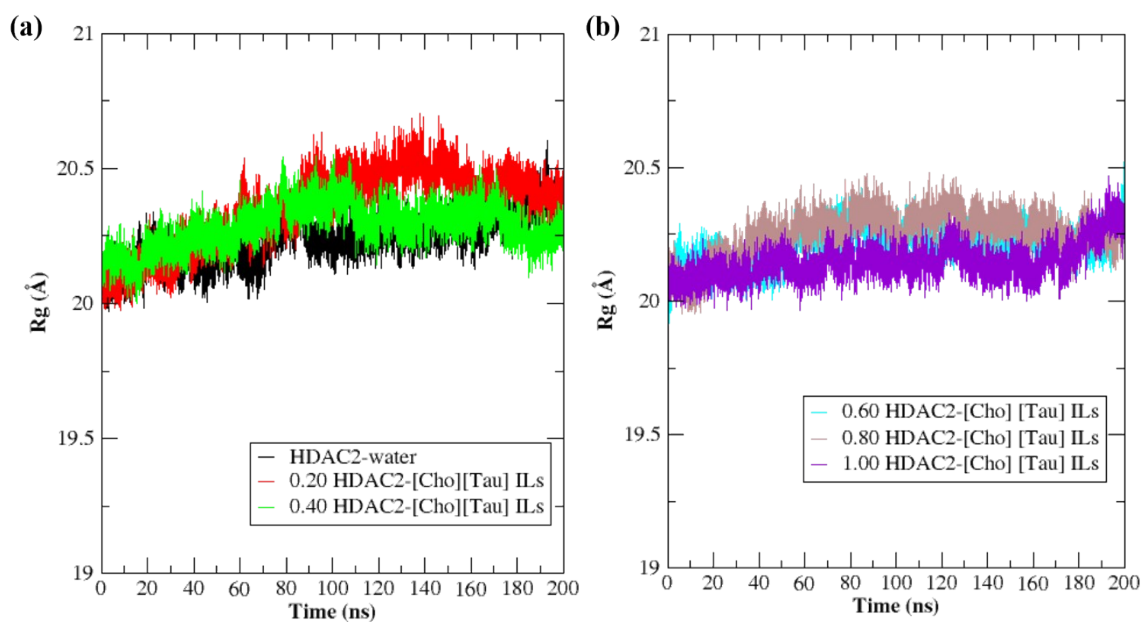 (a)
21
20.5
20
19.5
19
Rg (Å)
HDAC2-water
0.20 HDAC2-[Cho][Tau] ILs
0.40 HDAC2-[Cho][Tau] ILs
0 20 40 60 80 100 120 140 160 180 200
Time (ns)
(b)
21
20.5
20
19.5
19
Rg (Å)
0.60 HDAC2-[Cho] [Tau] ILs
0.80 HDAC2-[Cho] [Tau] ILs
1.00 HDAC2-[Cho] [Tau] ILs
0 20 40 60 80 100 120 140 160 180 200
Time (ns)